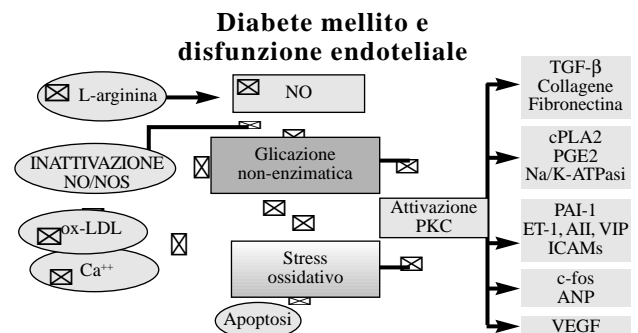 Diabete mellito e
disfunzione endoteliale
L-arginina
NO
INATTIVAZIONE
NO/NOS
Glicazione
non-enzimatica
ox-LDL
Ca⁺⁺
Stress
ossidativo
Apoptosi
Attivazione
PKC
TGF-β
Collagene
Fibronectina
cPLA2
PGE2
Na/K-ATPasi
PAI-1
ET-1, AII, VIP
ICAMs
c-fos
ANP
VEGF